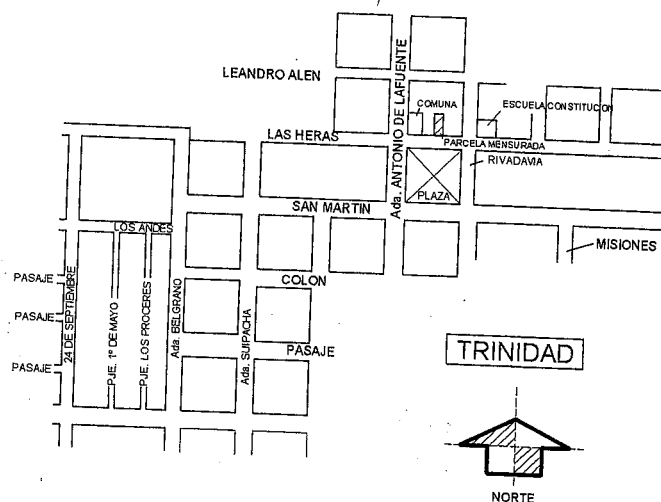 LEANDRO ALEN
Ada. ANTONIO DE LAFUENTE
COMUNA
ESCUELA CONSTITUCION
LAS HERAS
PARCELA MENSURADA
RIVADAVIA
PLAZA
SAN MARTIN
LOS ANDES
MISIONES
PASAJE
24 DE SEPTIEMBRE
PJE. 1º DE MAYO
PJE. LOS PROCERES
Ada. BELGRANO
Ada. SUIPACHA
COLON
PASAJE
PASAJE
TRINIDAD
PASAJE
NORTE